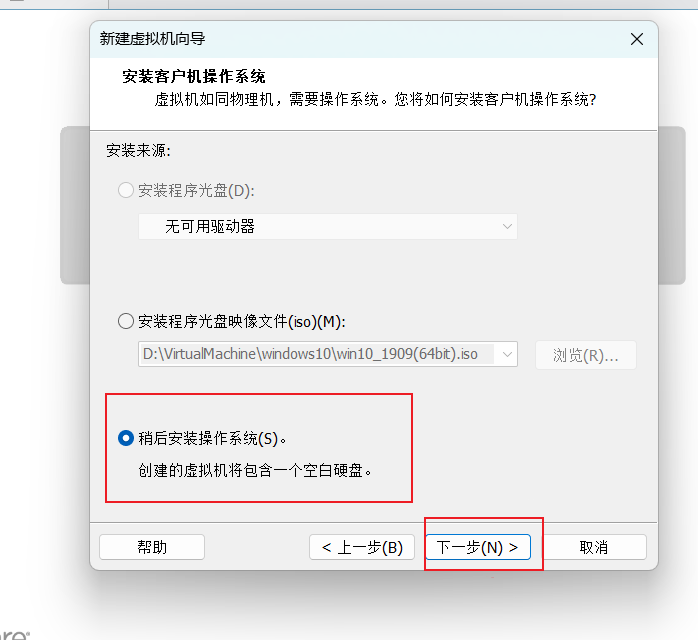 新建虚拟机向导
安装客户机操作系统
虚拟机如同物理机，需要操作系统。您将如何安装客户机操作系统?
安装来源:
安装程序光盘(D):
无可用驱动器
安装程序光盘映像文件(iso)(M):
D:\VirtualMachine\windows10\win10_1909(64bit).iso
浏览(R)...
稍后安装操作系统(S)。
创建的虚拟机将包含一个空白硬盘。
帮助
< 上一步(B)
下一步(N) >
取消